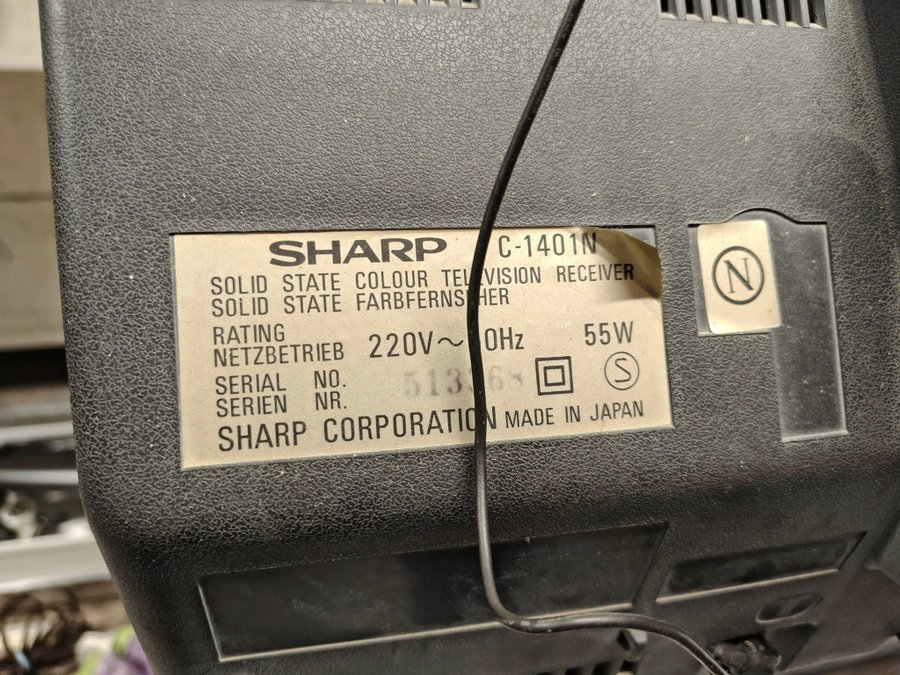 SHARP C-1401N
SOLID STATE COLOUR TELEVISION RECEIVER
SOLID STATE FARBFERNSEHER
RATING
NETZBETRIEB 220V~ 0Hz 55W
SERIAL NO.
SERIEN NR.
S
SHARP CORPORATION MADE IN JAPAN
N